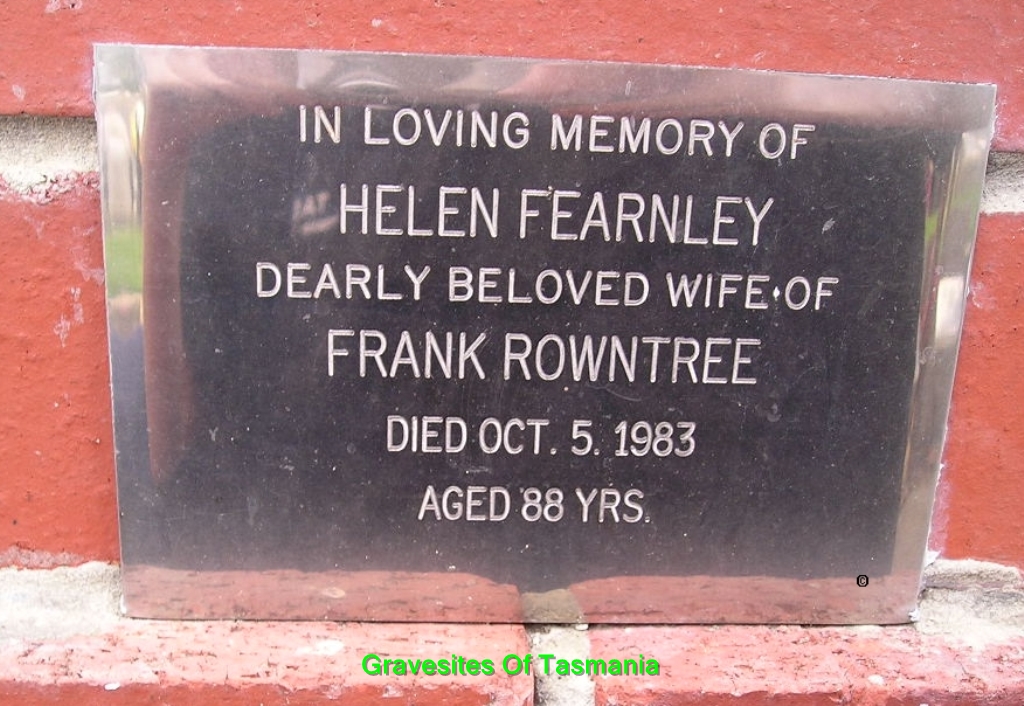 IN LOVING MEMORY OF
HELEN FEARNLEY
DEARLY BELOVED WIFE OF
FRANK ROWNTREE
DIED OCT. 5. 1983
AGED 88 YRS.
©
Gravesites Of Tasmania